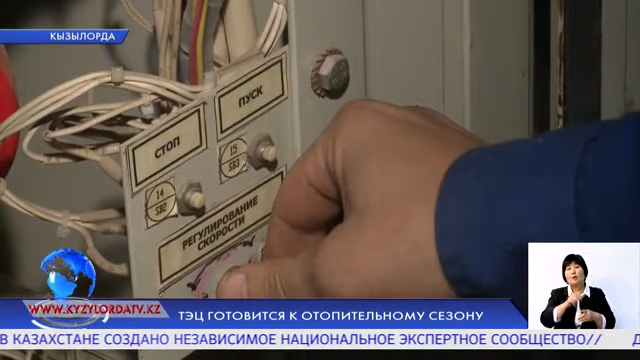 КЫЗЫЛОРДА
ПУСК
СТОП
15
SB3
14
SB2
РЕГУЛИРОВАНИЕ
СКОРОСТИ
WWW.KYZYLORDATV.KZ
ТЭЦ ГОТОВИТСЯ К ОТОПИТЕЛЬНОМУ СЕЗОНУ
В КАЗАХСТАНЕ СОЗДАНО НЕЗАВИСИМОЕ НАЦИОНАЛЬНОЕ ЭКСПЕРТНОЕ СООБЩЕСТВО//